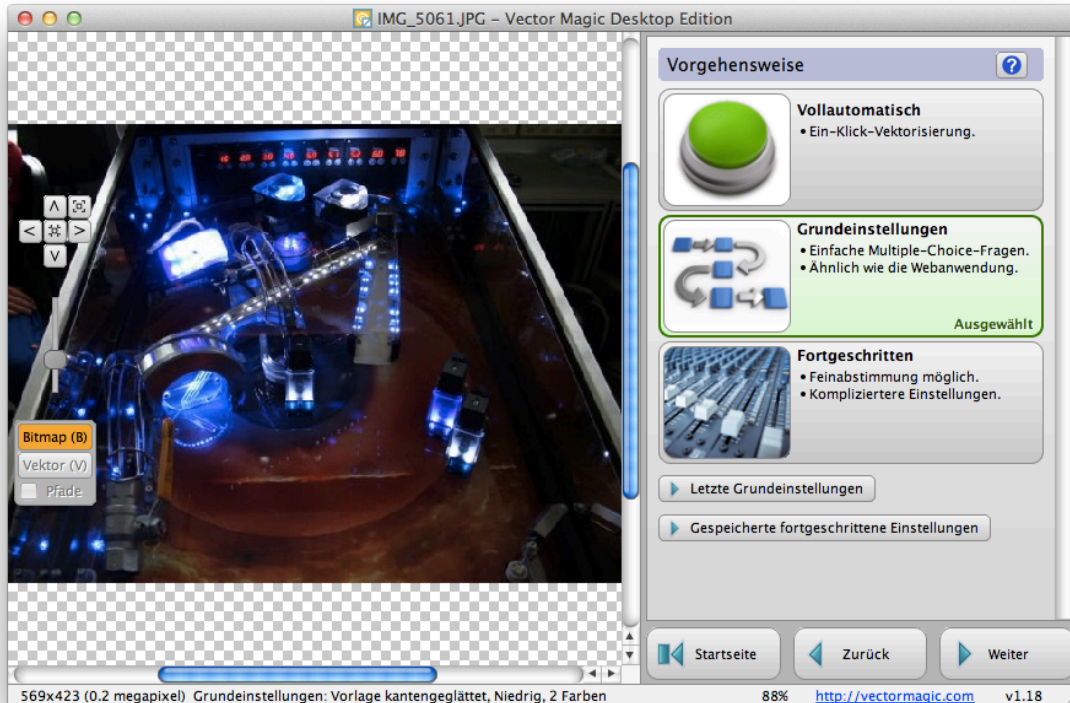 IMG_5061.JPG – Vector Magic Desktop Edition
Vorgehensweise
?
Vollautomatisch
• Ein-Klick-Vektorisierung.
Grundeinstellungen
• Einfache Multiple-Choice-Fragen.
• Ähnlich wie die Webanwendung.
Ausgewählt
Fortgeschritten
• Feinabstimmung möglich.
• Kompliziertere Einstellungen.
Bitmap (B)
Vektor (V)
Pfade
Letzte Grundeinstellungen
Gespeicherte fortgeschrittene Einstellungen
Startseite
Zurück
Weiter
569x423 (0.2 megapixel) Grundeinstellungen: Vorlage kantengeglättet, Niedrig, 2 Farben 88% http://vectormagic.com v1.18